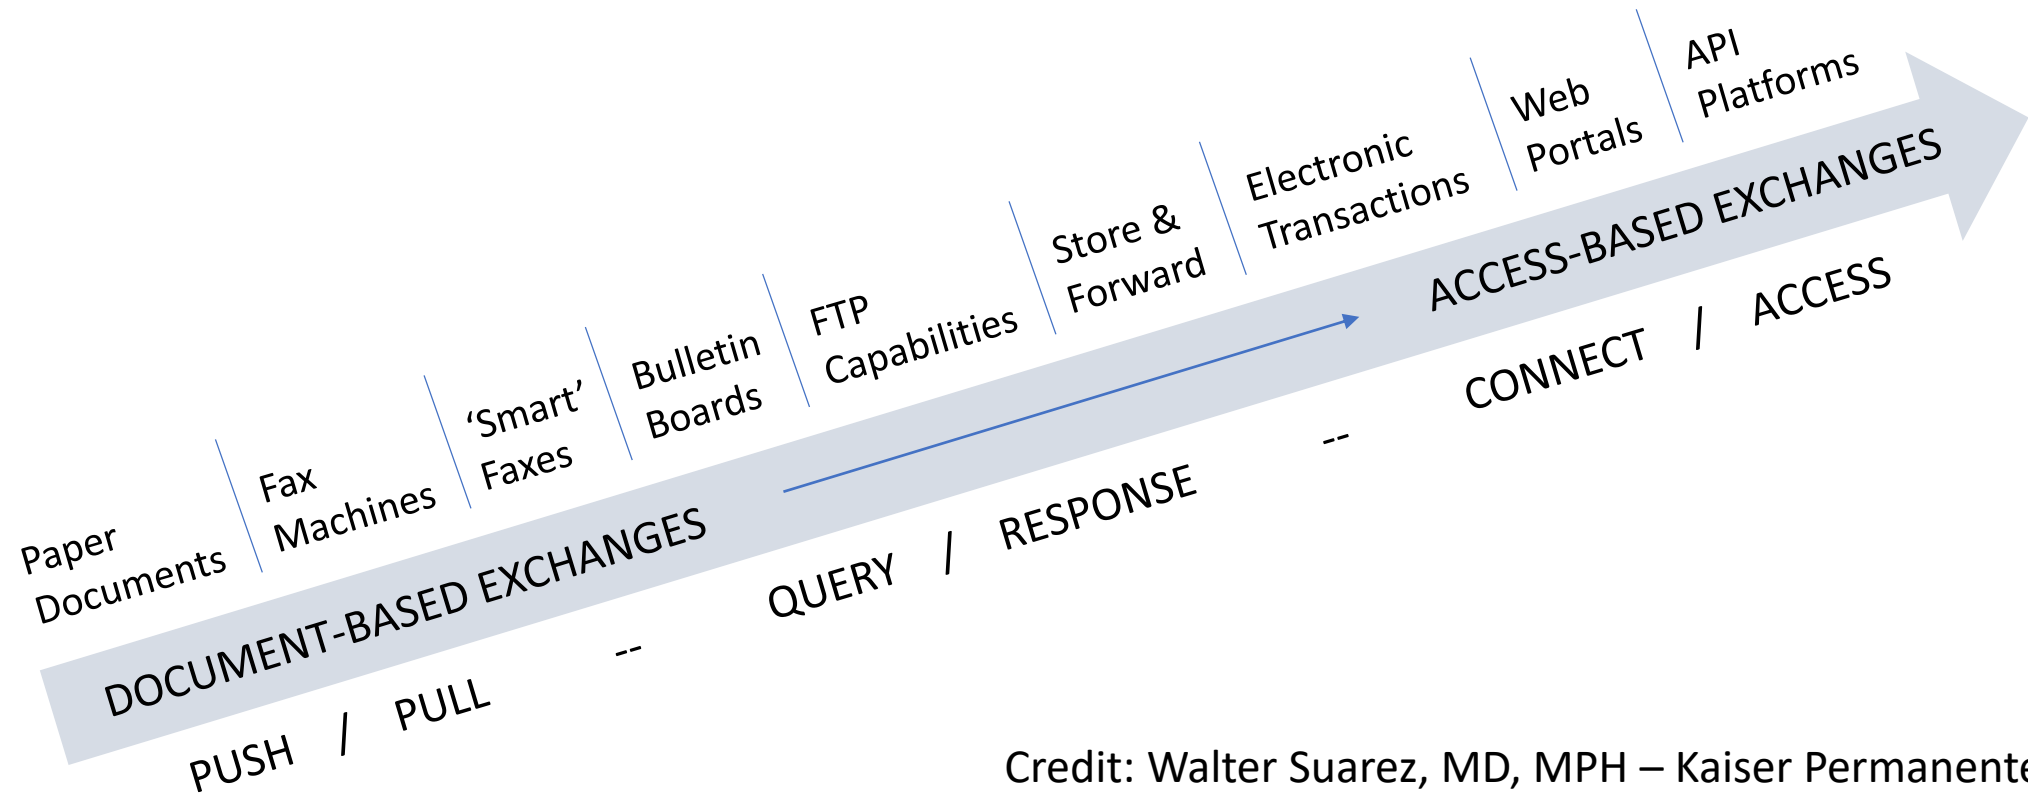 Paper
Documents
Fax
Machines
‘Smart’
Faxes
Bulletin
Boards
FTP
Capabilities
Store &
Forward
Electronic
Transactions
Web
Portals
API
Platforms
DOCUMENT-BASED EXCHANGES
ACCESS-BASED EXCHANGES
PUSH / PULL -- QUERY / RESPONSE -- CONNECT / ACCESS
Credit: Walter Suarez, MD, MPH – Kaiser Permanente